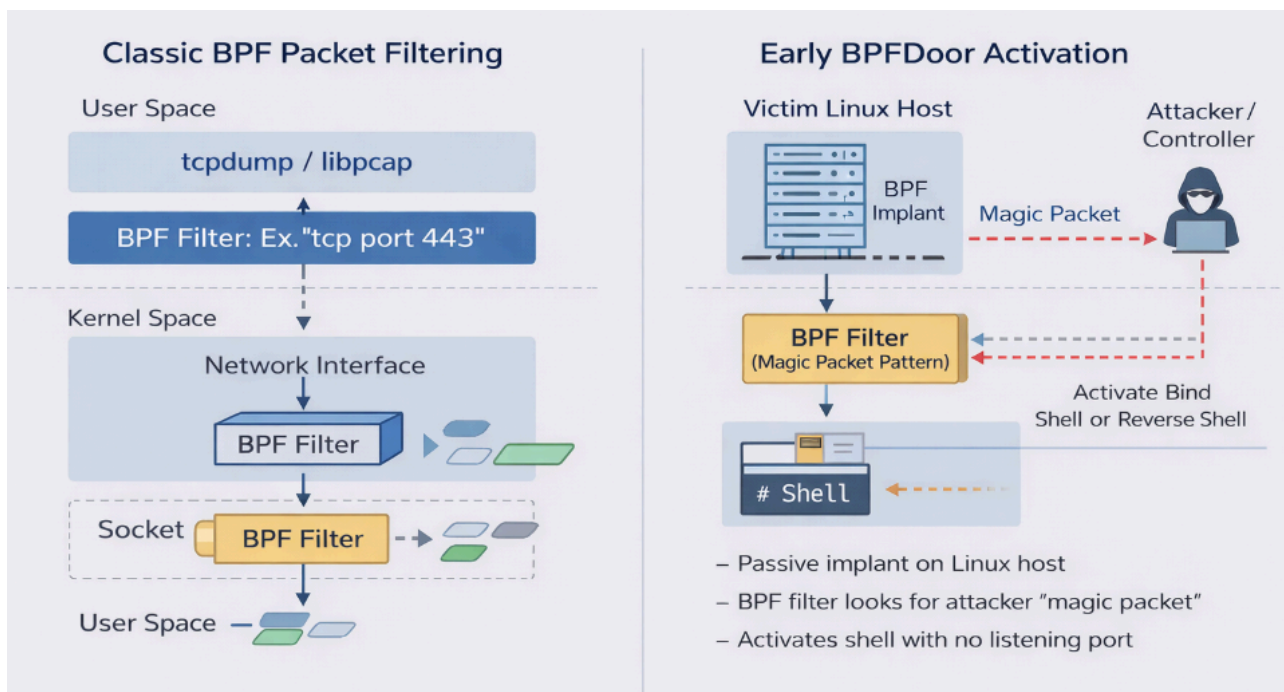 Classic BPF Packet Filtering
User Space
tcpdump / libpcap
BPF Filter: Ex."tcp port 443"
Kernel Space
Network Interface
BPF Filter
Socket
BPF Filter
User Space
Early BPFDoor Activation
Victim Linux Host
Attacker /
Controller
BPF
Implant
Magic Packet
BPF Filter
(Magic Packet Pattern)
Activate Bind
Shell or Reverse Shell
# Shell
– Passive implant on Linux host
– BPF filter looks for attacker "magic packet"
– Activates shell with no listening port